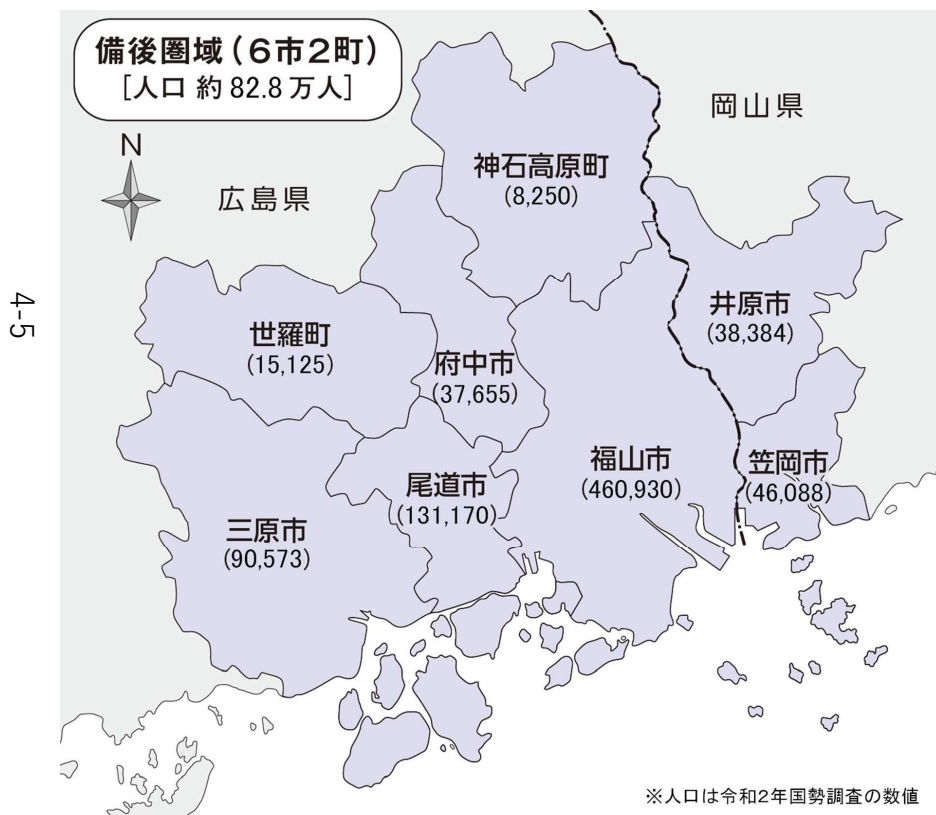 備後圏域(6市2町)
[人口 約82.8万人]
N
岡山県
広島県
神石高原町
(8,250)
井原市
(38,384)
世羅町
(15,125)
府中市
(37,655)
福山市
(460,930)
笠岡市
(46,088)
尾道市
(131,170)
三原市
(90,573)
4-5
※人口は令和2年国勢調査の数値